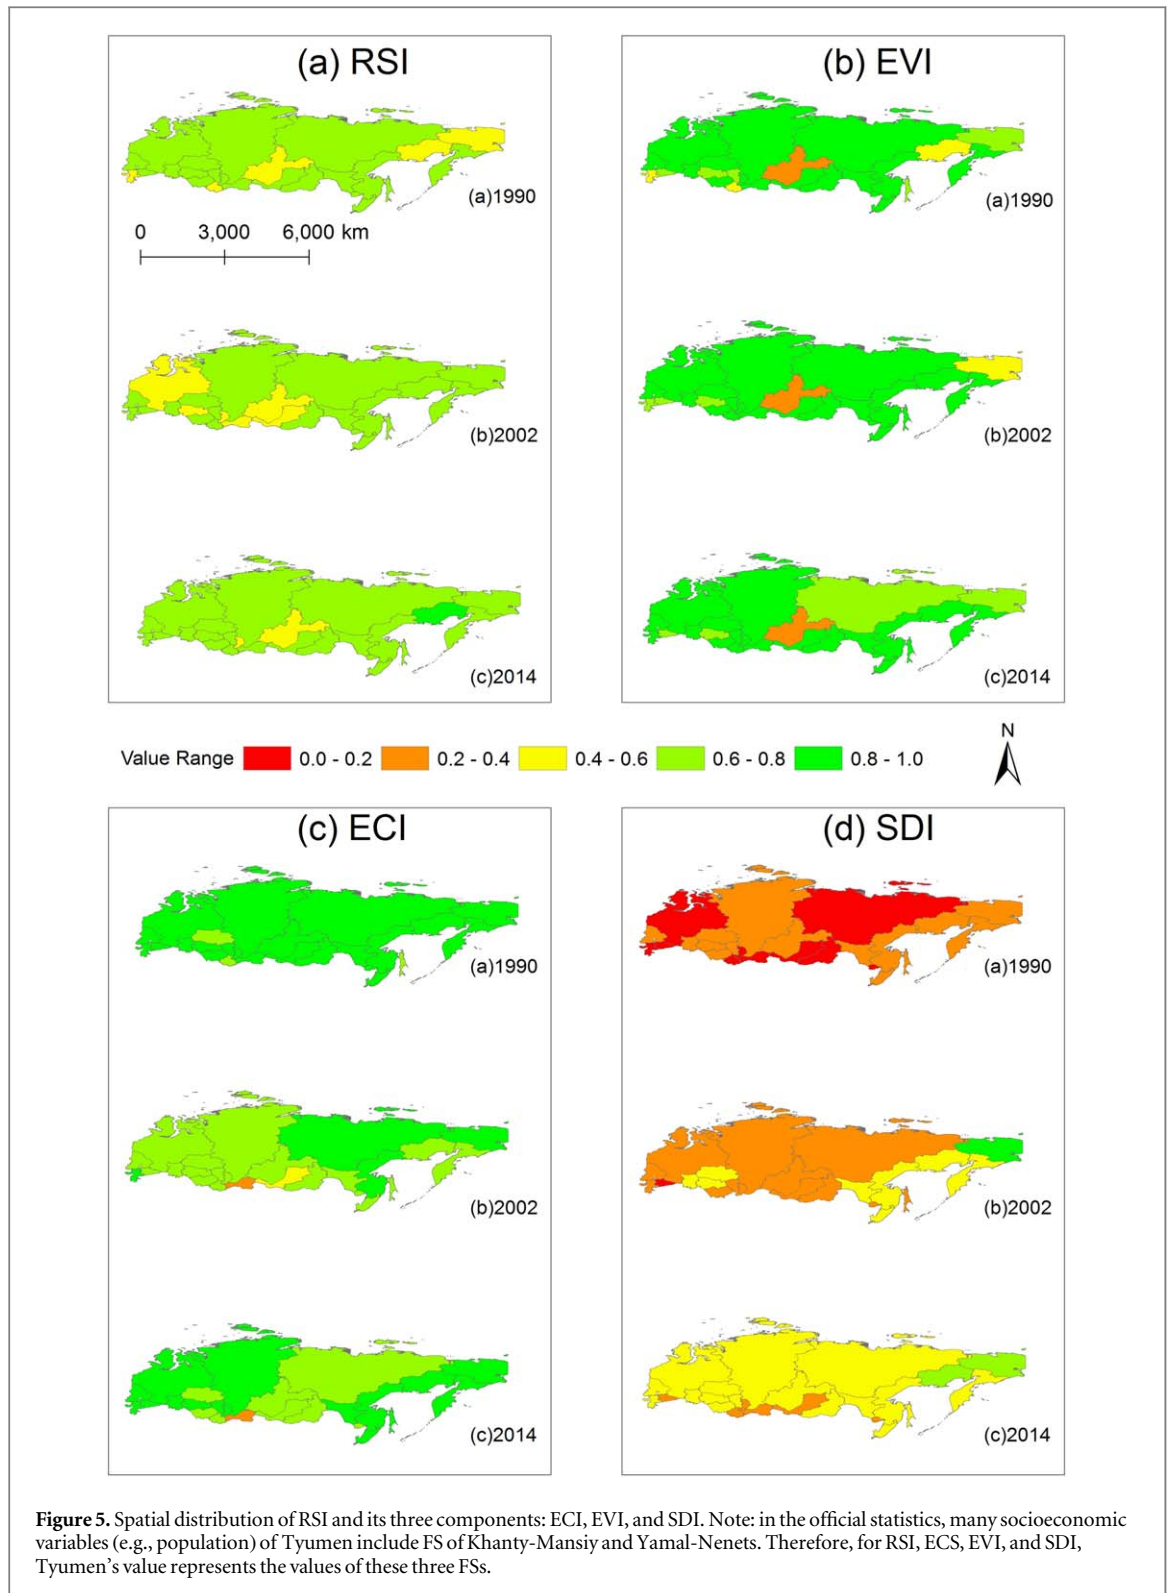 (a) RSI
(a)1990
0 3,000 6,000 km
(b)2002
(c)2014
(b) EVI
(a)1990
(b)2002
(c)2014
N
Value Range 0.0 - 0.2 0.2 - 0.4 0.4 - 0.6 0.6 - 0.8 0.8 - 1.0
(c) ECI
(a)1990
(b)2002
(c)2014
(d) SDI
(a)1990
(b)2002
(c)2014
Figure 5. Spatial distribution of RSI and its three components: ECI, EVI, and SDI. Note: in the official statistics, many socioeconomic
variables (e.g., population) of Tyumen include FS of Khanty-Mansiy and Yamal-Nenets. Therefore, for RSI, ECS, EVI, and SDI,
Tyumen's value represents the values of these three FSs.